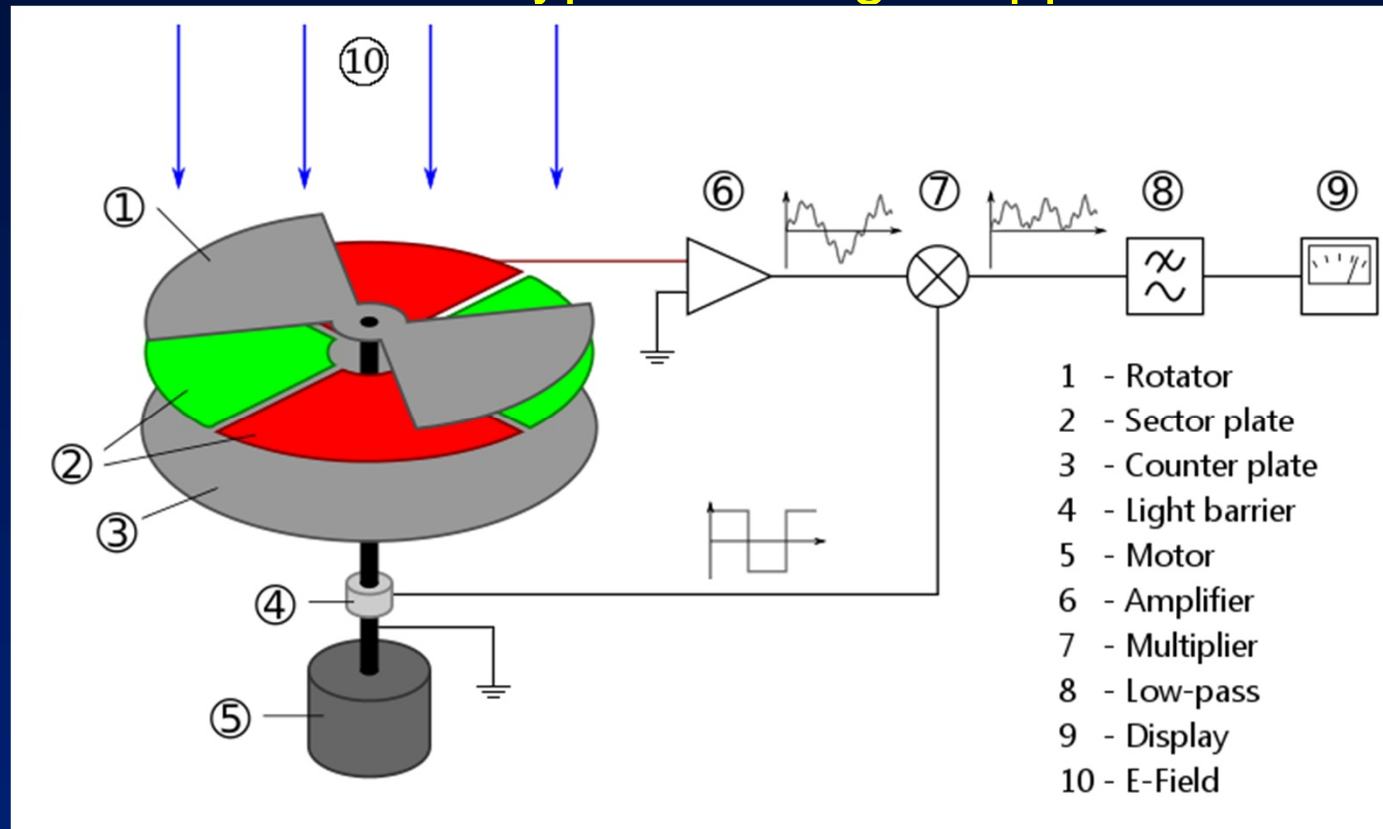 ⑩
①
⑥
⑦
⑧
⑨
②
③
④
⑤
1 - Rotator
2 - Sector plate
3 - Counter plate
4 - Light barrier
5 - Motor
6 - Amplifier
7 - Multiplier
8 - Low-pass
9 - Display
10 - E-Field